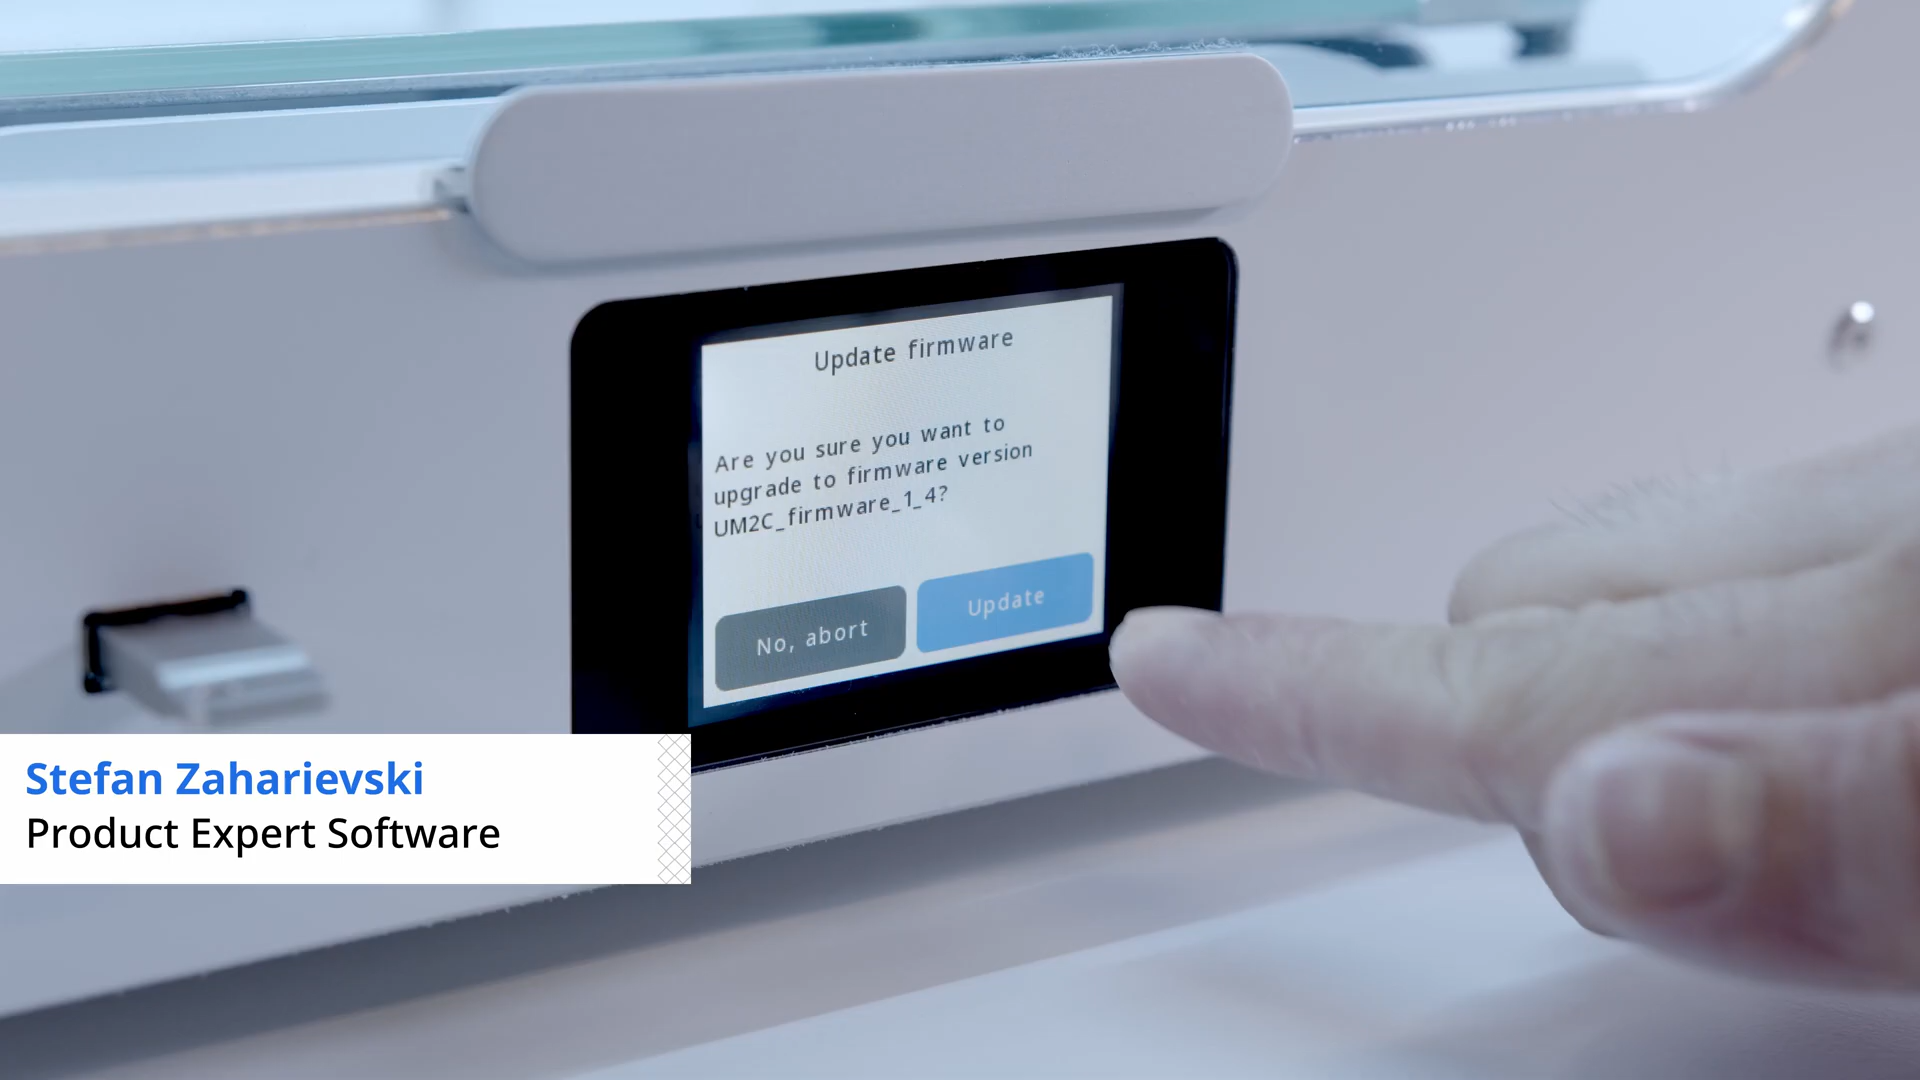 Update firmware
Are you sure you want to
upgrade to firmware version
UM2C_firmware_1_4?
No, abort
Update
Stefan Zaharievski
Product Expert Software